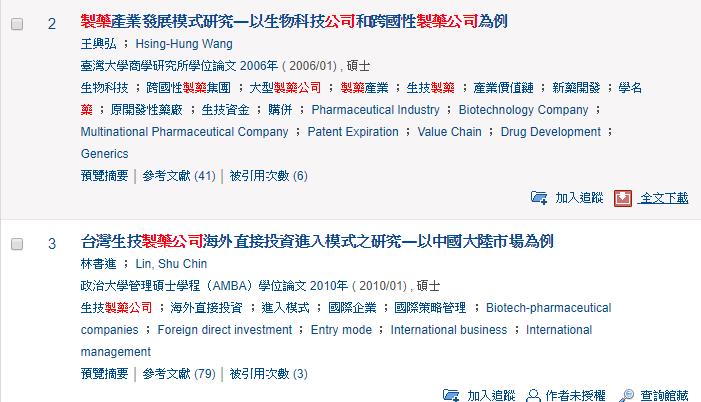 2 製藥產業發展模式研究—以生物科技公司和跨國性製藥公司為例
王興弘 ； Hsing-Hung Wang
臺灣大學商學研究所學位論文 2006年 ( 2006/01) , 碩士
生物科技 ； 跨國性製藥集團 ； 大型製藥公司 ； 製藥產業 ； 生技製藥 ； 產業價值鏈 ； 新藥開發 ； 學名
藥 ； 原開發性藥廠 ； 生技資金 ； 購併 ； Pharmaceutical Industry ； Biotechnology Company ；
Multinational Pharmaceutical Company ； Patent Expiration ； Value Chain ； Drug Development ；
Generics
預覽摘要 │ 參考文獻 (41) │ 被引用次數 (6)
加入追蹤 全文下載
3 台灣生技製藥公司海外直接投資進入模式之研究—以中國大陸市場為例
林書進 ； Lin, Shu Chin
政治大學管理碩士學程（AMBA）學位論文 2010年 ( 2010/01) , 碩士
生技製藥公司 ； 海外直接投資 ； 進入模式 ； 國際企業 ； 國際策略管理 ； Biotech-pharmaceutical
companies ； Foreign direct investment ； Entry mode ； International business ； International
management
預覽摘要 │ 參考文獻 (79) │ 被引用次數 (3)
加入追蹤 作者未授權 查詢館藏